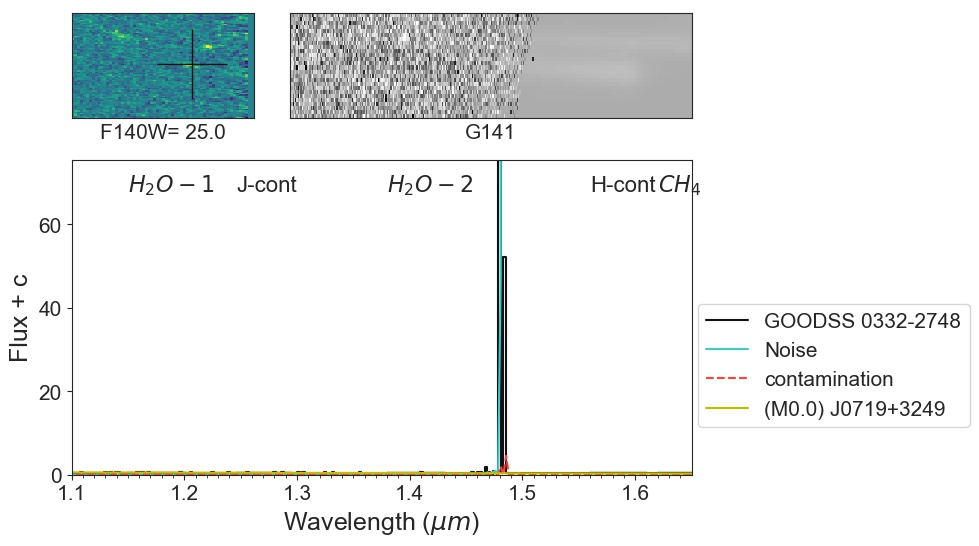 F140W= 25.0
G141
H₂O − 1
J-cont
H₂O − 2
H-cont
CH₄
60
40
20
0
Flux + c
1.1
1.2
1.3
1.4
1.5
1.6
Wavelength (μm)
GOODSS 0332-2748
Noise
contamination
(M0.0) J0719+3249